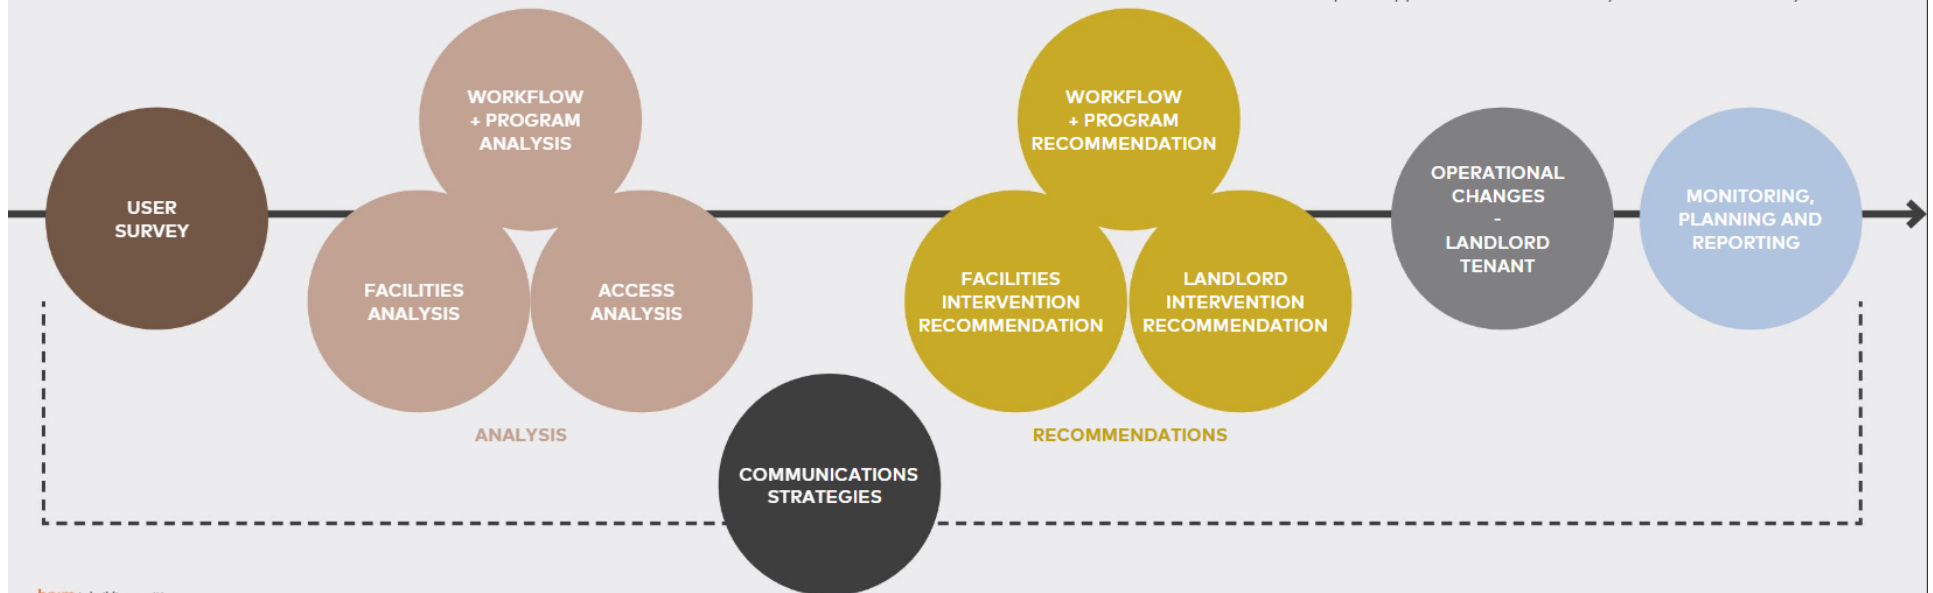 USER
SURVEY
WORKFLOW
+ PROGRAM
ANALYSIS
FACILITIES
ANALYSIS
ACCESS
ANALYSIS
ANALYSIS
COMMUNICATIONS
STRATEGIES
WORKFLOW
+ PROGRAM
RECOMMENDATION
FACILITIES
INTERVENTION
RECOMMENDATION
LANDLORD
INTERVENTION
RECOMMENDATION
RECOMMENDATIONS
OPERATIONAL
CHANGES
-
LANDLORD
TENANT
MONITORING,
PLANNING AND
REPORTING